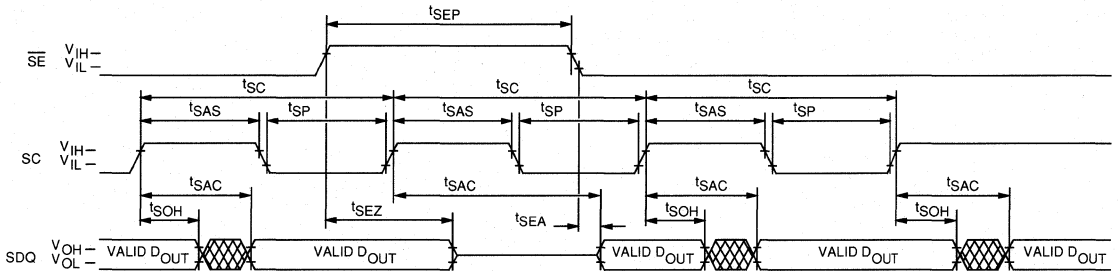 tSEP
SE VIH
VIL
tSC tSC tSC
tSAS tSP tSAS tSP tSAS tSP
SC VIH
VIL
tSAC tSAC tSAC tSAC
tSOH tSEZ tSEA tSOH tSOH
SDQ VOH
VOL
VALID DOUT VALID DOUT VALID DOUT VALID DOUT VALID DOUT